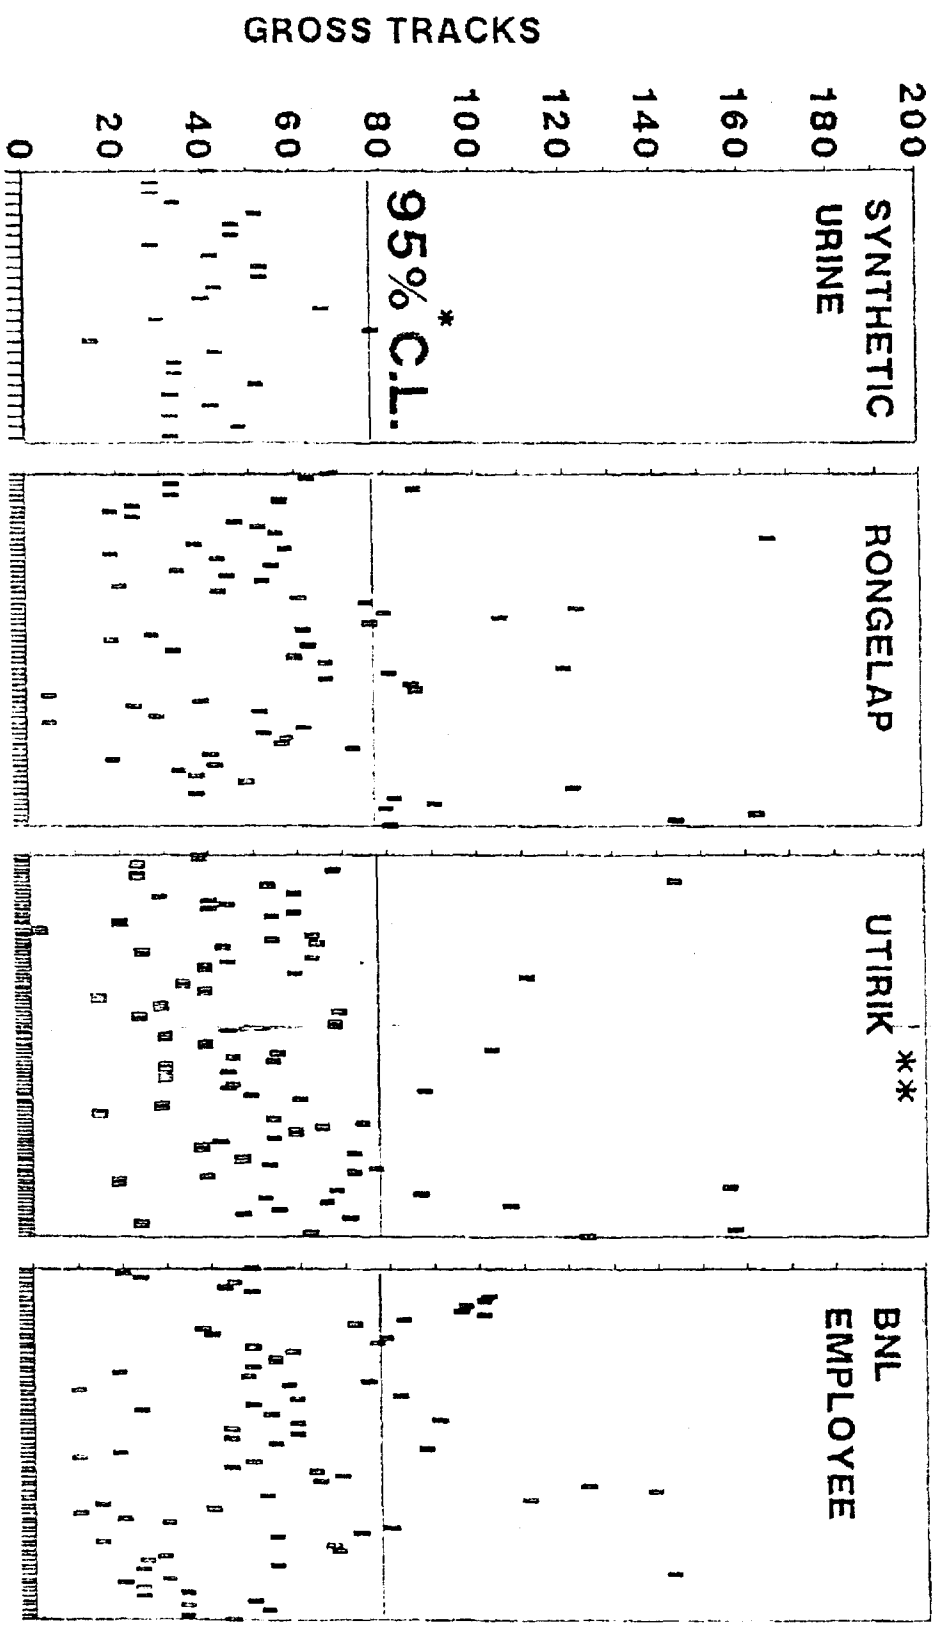 GROSS TRACKS
200
180
160
140
120
100
80
60
40
20
0
SYNTHETIC
URINE
95% C.L.*
RONGELAP
UTIRIK **
BNL
EMPLOYEE